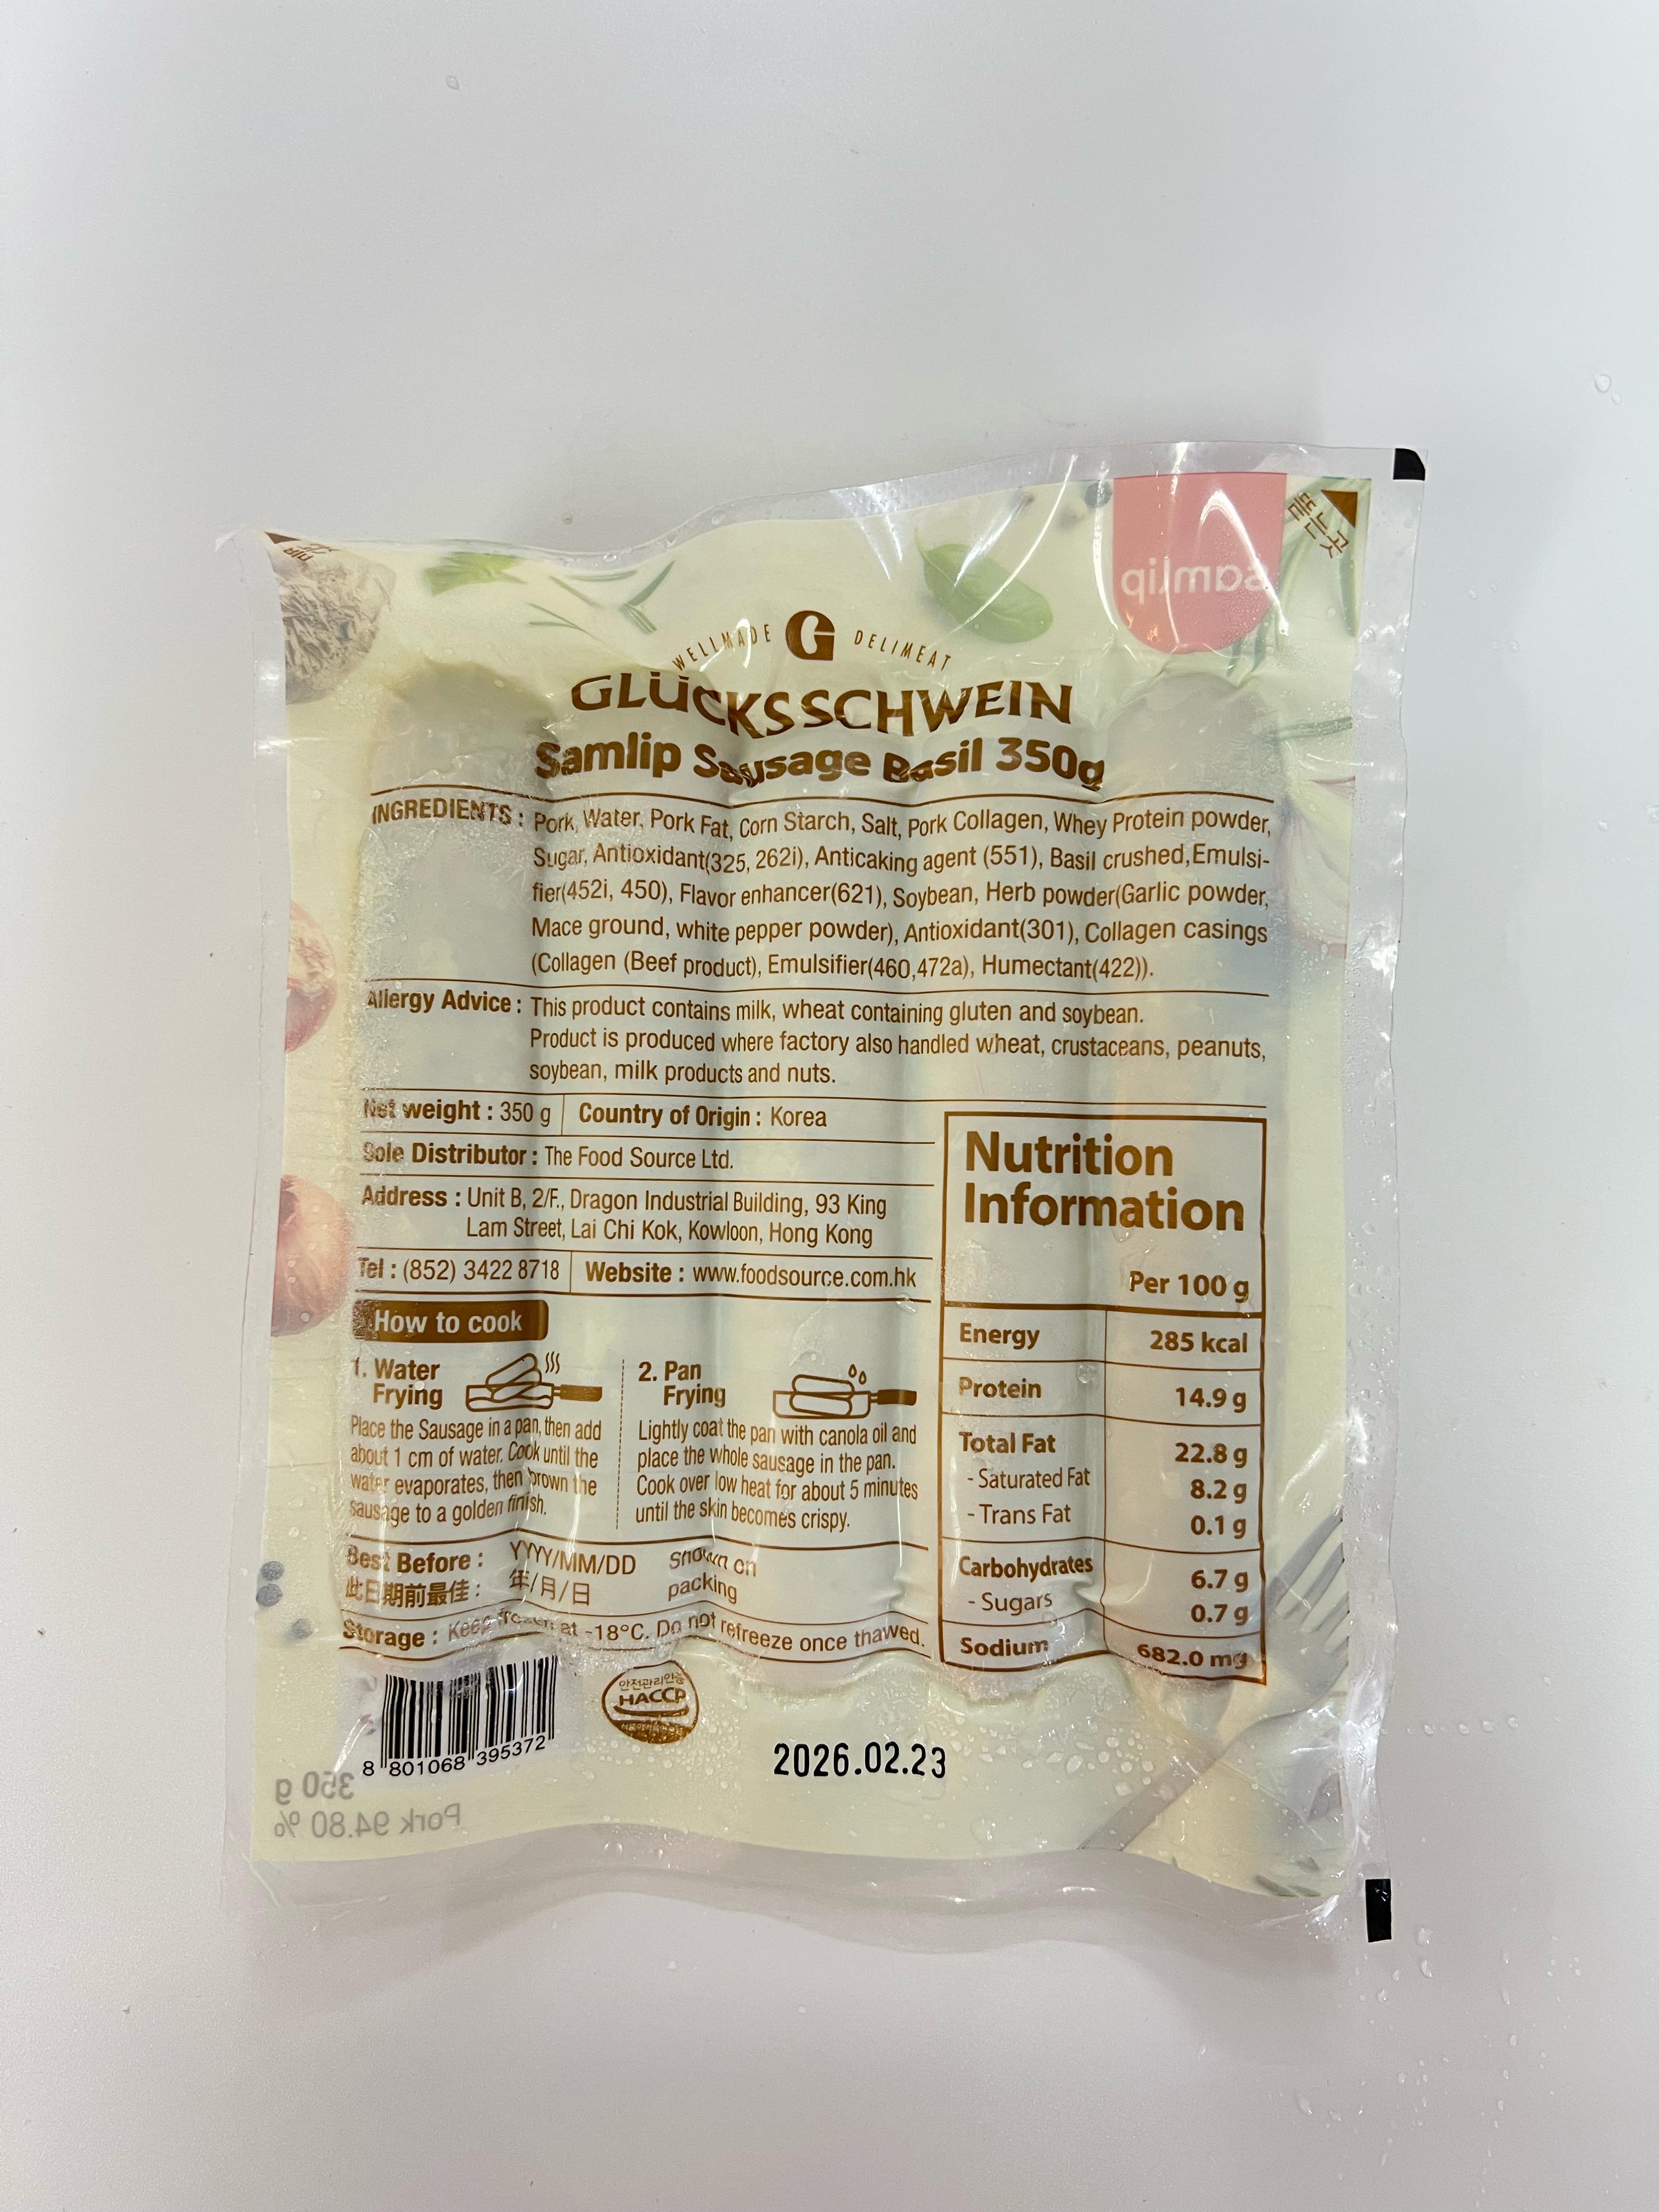 samlip
뜯는 곳
WELLMADE G DELIMEAT
GLÜCKSSCHWEIN
Samlip Sausage Basil 350g
INGREDIENTS : Pork, Water, Pork Fat, Corn Starch, Salt, Pork Collagen, Whey Protein powder,
Sugar, Antioxidant(325, 262i), Anticaking agent (551), Basil crushed, Emulsi-
fier(452i, 450), Flavor enhancer(621), Soybean, Herb powder(Garlic powder,
Mace ground, white pepper powder), Antioxidant(301), Collagen casings
(Collagen (Beef product), Emulsifier(460,472a), Humectant(422)).
Allergy Advice : This product contains milk, wheat containing gluten and soybean.
Product is produced where factory also handled wheat, crustaceans, peanuts,
soybean, milk products and nuts.
Net weight : 350 g Country of Origin : Korea
Sole Distributor : The Food Source Ltd.
Address : Unit B, 2/F., Dragon Industrial Building, 93 King
Lam Street, Lai Chi Kok, Kowloon, Hong Kong
Tel : (852) 3422 8718 Website : www.foodsource.com.hk
How to cook
1. Water
Frying
Place the Sausage in a pan, then add
about 1 cm of water. Cook until the
water evaporates, then brown the
sausage to a golden finish.
2. Pan
Frying
Lightly coat the pan with canola oil and
place the whole sausage in the pan.
Cook over low heat for about 5 minutes
until the skin becomes crispy.
Best Before : YYYY/MM/DD Shown on
此日期前最佳 : 年/月/日 packing
Storage : Keep frozen at -18°C. Do not refreeze once thawed.
Nutrition
Information
Per 100 g
Energy 285 kcal
Protein 14.9 g
Total Fat 22.8 g
- Saturated Fat 8.2 g
- Trans Fat 0.1 g
Carbohydrates 6.7 g
- Sugars 0.7 g
Sodium 682.0 mg
8 801068 395372
안전관리인증
HACCP
2026.02.23
350 g
Pork 94.80 %